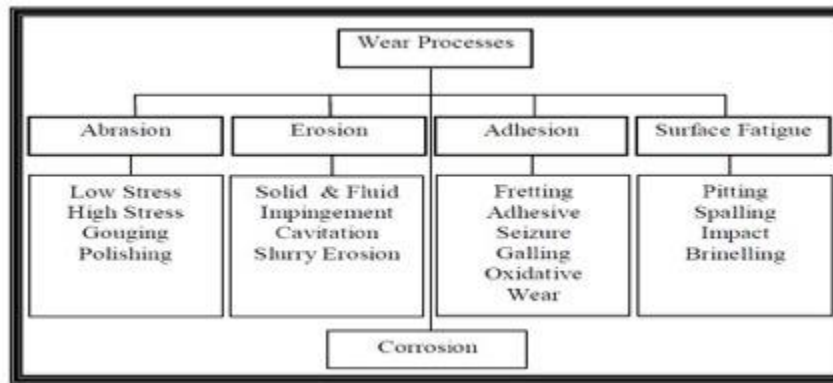 Wear Processes
Abrasion
Erosion
Adhesion
Surface Fatigue
Low Stress
High Stress
Gouging
Polishing
Solid & Fluid
Impingement
Cavitation
Slurry Erosion
Fretting
Adhesive
Seizure
Galling
Oxidative
Wear
Pitting
Spalling
Impact
Brinelling
Corrosion